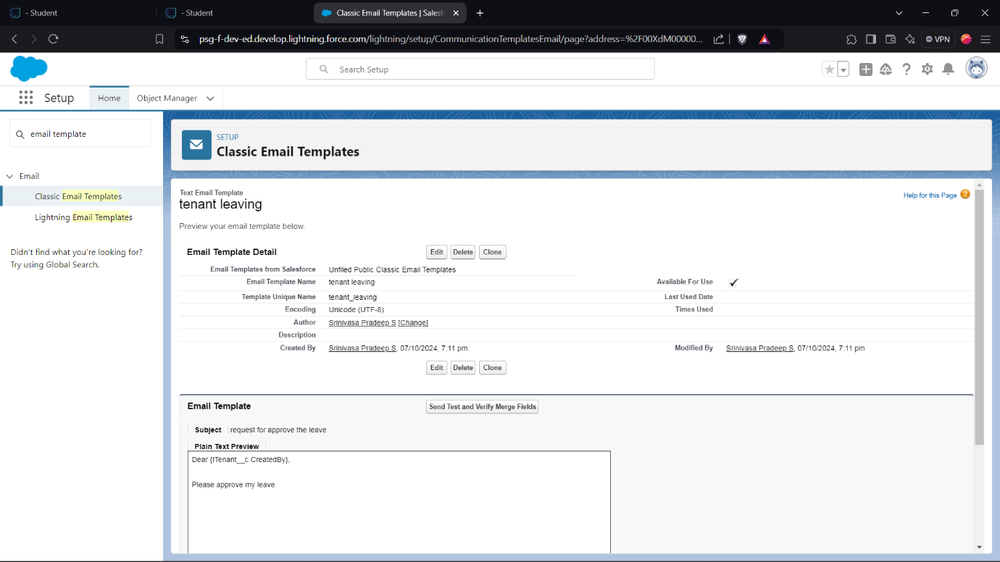 - Student
- Student
Classic Email Templates | Salesf
psg-f-dev-ed.develop.lightning.force.com/lightning/setup/CommunicationTemplatesEmail/page?address=%2F00XdM00000...
VPN
Search Setup
Setup
Home
Object Manager
email template
Email
Classic Email Templates
Lightning Email Templates
Didn't find what you're looking for?
Try using Global Search.
SETUP
Classic Email Templates
Text Email Template
tenant leaving
Help for this Page ?
Preview your email template below.
Email Template Detail Edit Delete Clone
Email Templates from Salesforce Unfiled Public Classic Email Templates
Email Template Name tenant leaving Available For Use ✓
Template Unique Name tenant_leaving Last Used Date
Encoding Unicode (UTF-8) Times Used
Author Srinivasa Pradeep S [Change]
Description
Created By Srinivasa Pradeep S, 07/10/2024, 7:11 pm Modified By Srinivasa Pradeep S, 07/10/2024, 7:11 pm
Edit Delete Clone
Email Template Send Test and Verify Merge Fields
Subject request for approve the leave
Plain Text Preview
Dear {!Tenant__c.CreatedBy},
Please approve my leave